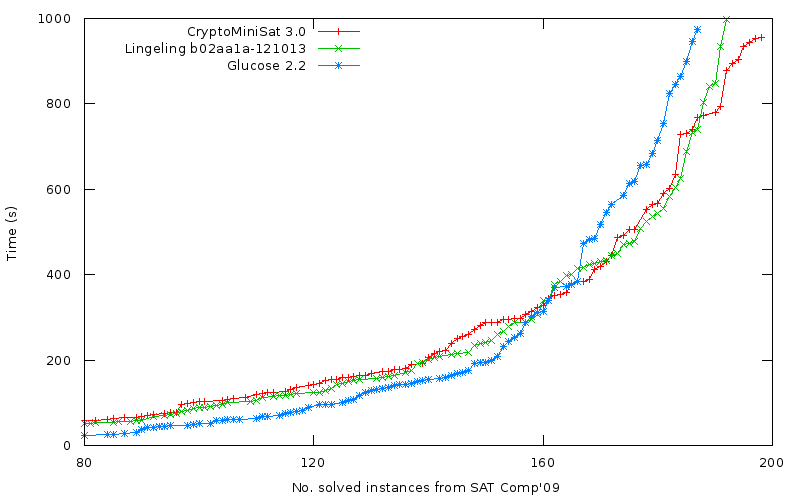 1000
800
600
400
200
0
Time (s)
CryptoMiniSat 3.0
Lingeling b02aa1a-121013
Glucose 2.2
80 120 160 200
No. solved instances from SAT Comp'09